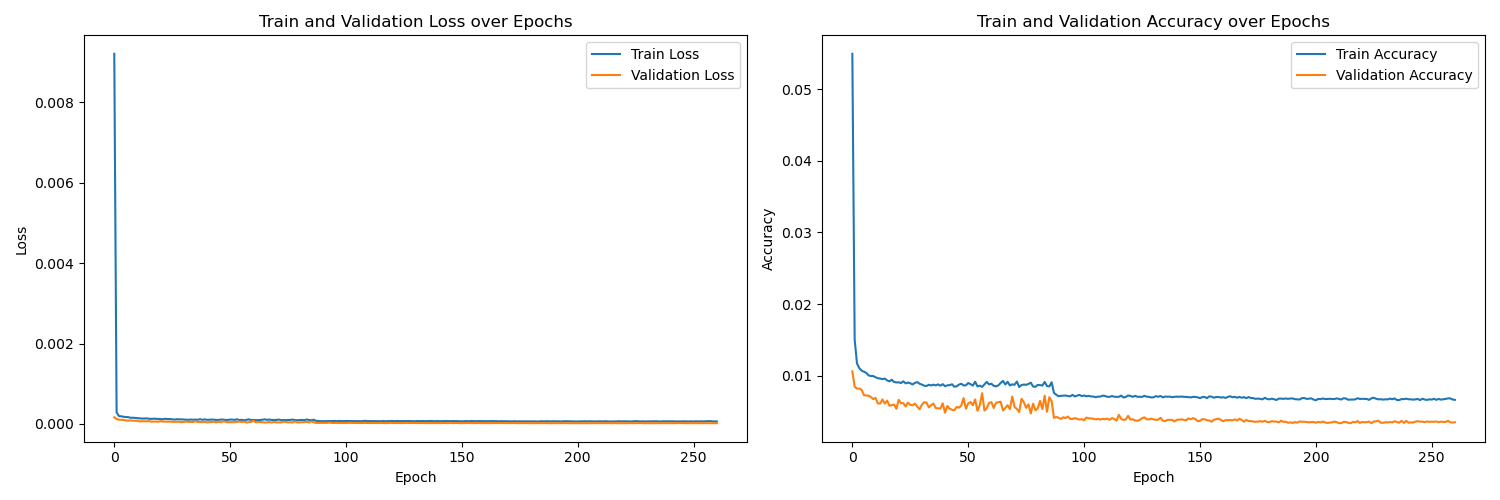 Train and Validation Loss over Epochs
Train Loss
Validation Loss
0.008
0.006
0.004
0.002
0.000
Loss
0
50
100
150
200
250
Epoch
Train and Validation Accuracy over Epochs
Train Accuracy
Validation Accuracy
0.05
0.04
0.03
0.02
0.01
Accuracy
0
50
100
150
200
250
Epoch